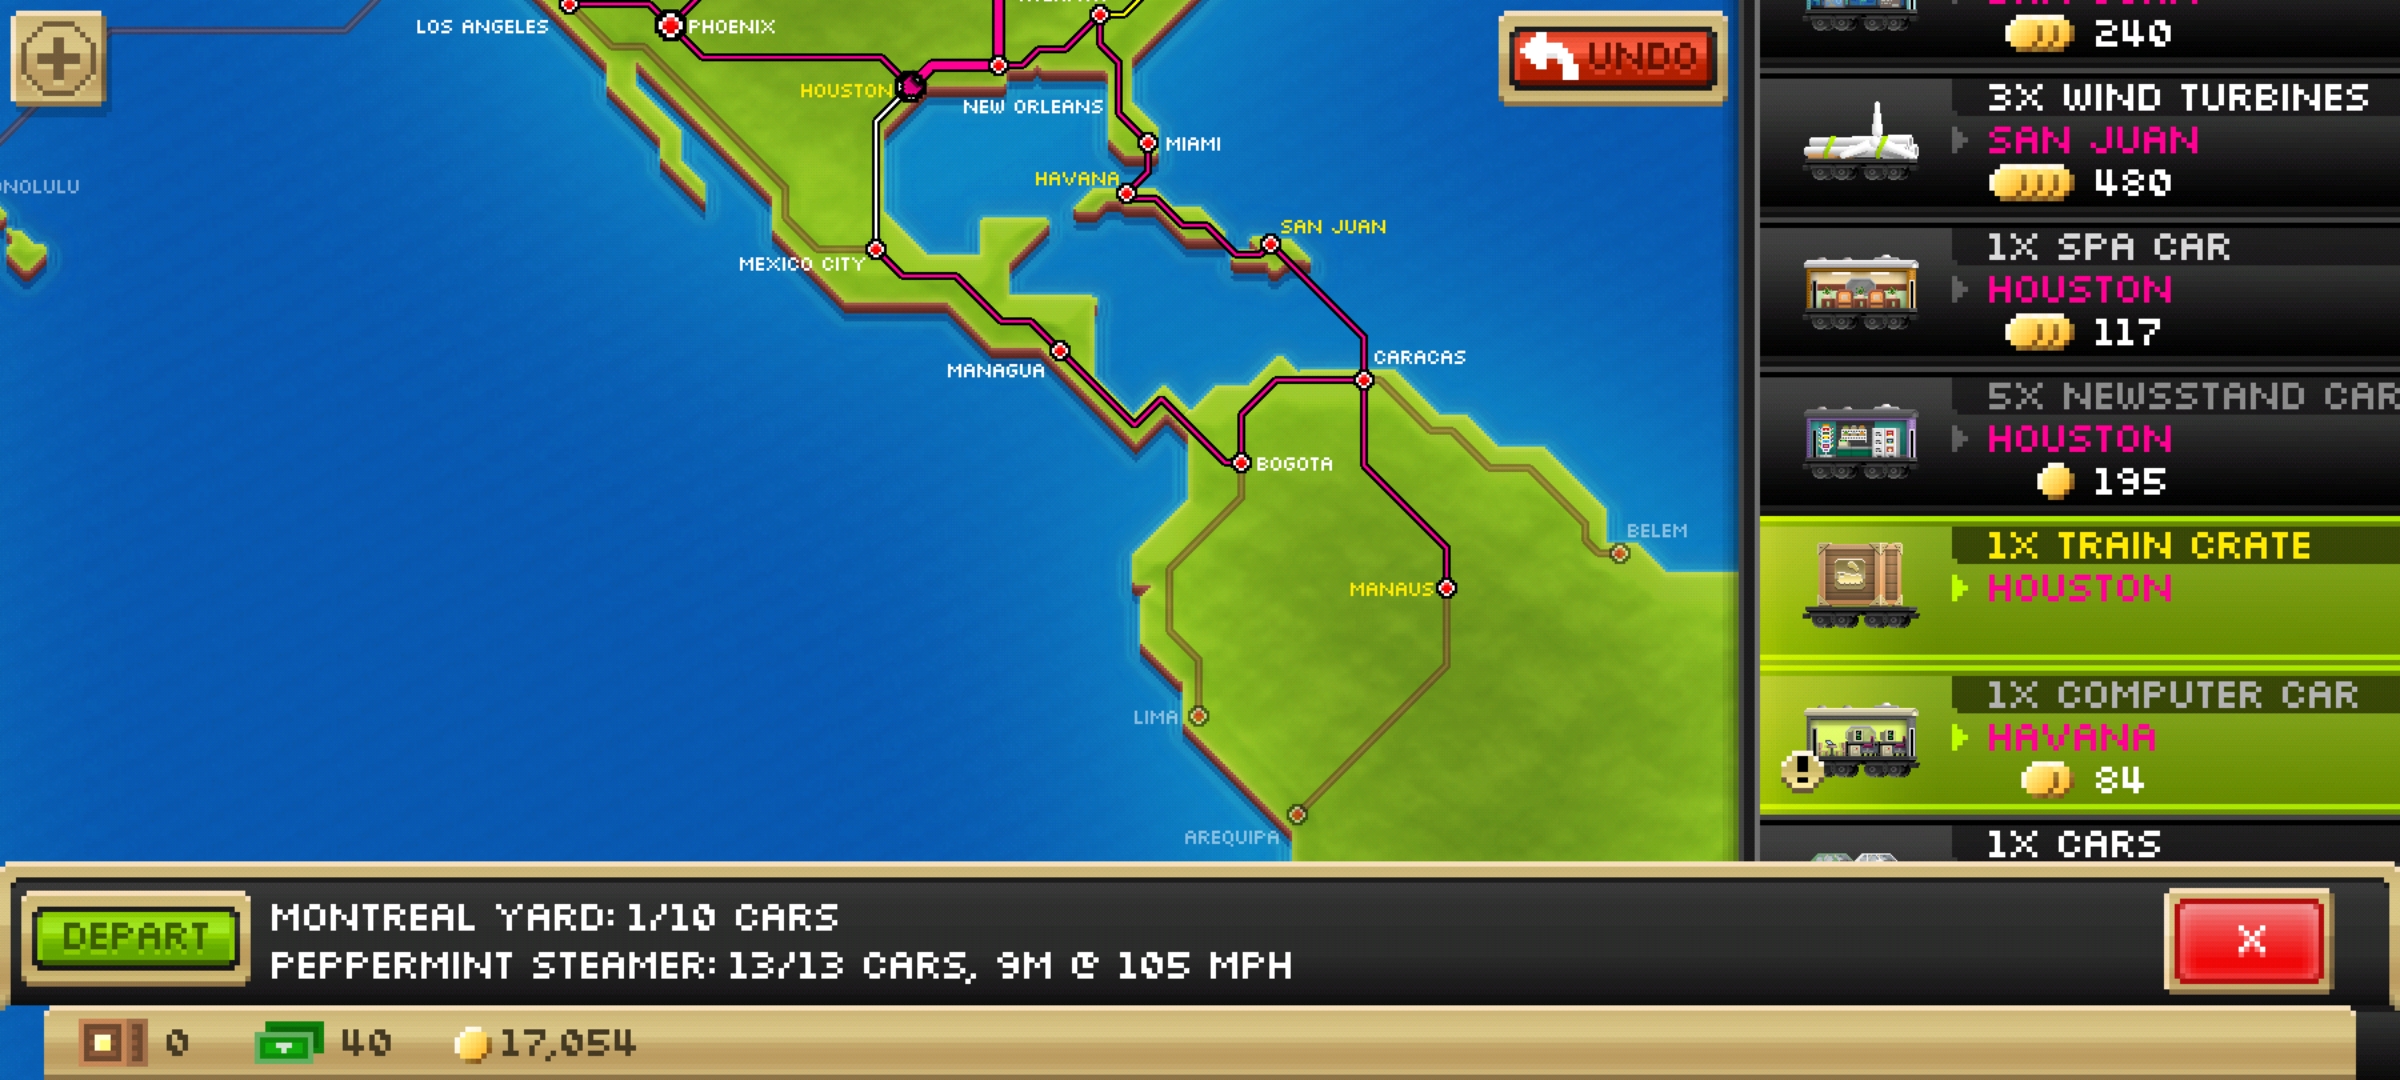 LOS ANGELES
PHOENIX
HOUSTON
NEW ORLEANS
MIAMI
HAVANA
SAN JUAN
MEXICO CITY
MANAGUA
CARACAS
BOGOTA
BELEM
MANAUS
LIMA
AREQUIPA
UNDO
240
3X WIND TURBINES
SAN JUAN
480
1X SPA CAR
HOUSTON
117
5X NEWSSTAND CAR
HOUSTON
195
1X TRAIN CRATE
HOUSTON
1X COMPUTER CAR
HAVANA
84
1X CARS
DEPART
MONTREAL YARD: 1/10 CARS
PEPPERMINT STEAMER: 13/13 CARS, 9M @ 105 MPH
X
0
40
17,054